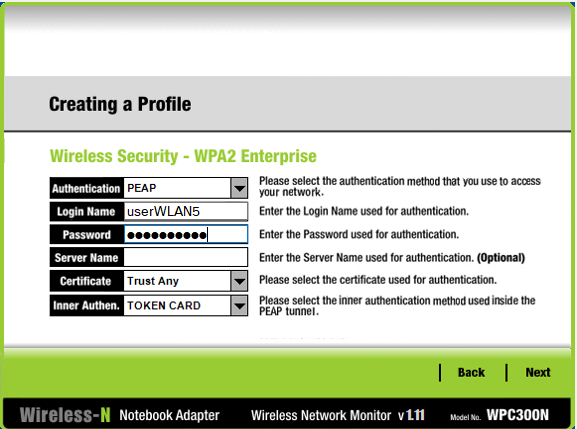 Creating a Profile
Wireless Security - WPA2 Enterprise
Authentication PEAP
Please select the authentication method that you use to access
your network.
Login Name userWLAN5
Enter the Login Name used for authentication.
Password ●●●●●●●●●●
Enter the Password used for authentication.
Server Name
Enter the Server Name used for authentication. (Optional)
Certificate Trust Any
Please select the certificate used for authentication.
Inner Authen. TOKEN CARD
Please select the inner authentication method used inside the
PEAP tunnel.
Back Next
Wireless-N Notebook Adapter Wireless Network Monitor v 1.11 Model No. WPC300N